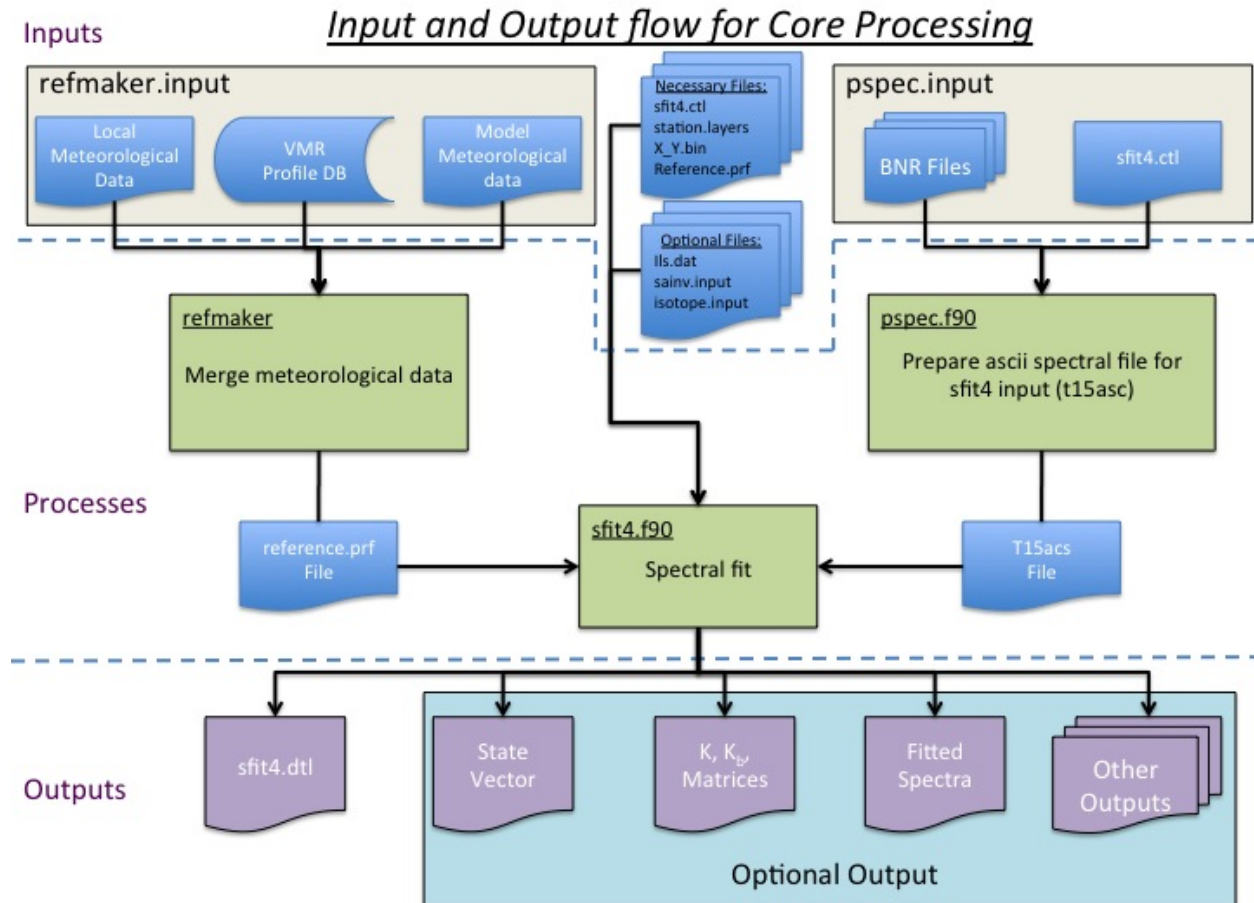 Input and Output flow for Core Processing
Inputs
refmaker.input
Local
Meteorological
Data
VMR
Profile DB
Model
Meteorological
data
Necessary Files:
sfit4.ctl
station.layers
X_Y.bin
Reference.prf
Optional Files:
Ils.dat
sainv.input
isotope.input
pspec.input
BNR Files
sfit4.ctl
refmaker
Merge meteorological data
pspec.f90
Prepare ascii spectral file for
sfit4 input (t15asc)
Processes
reference.prf
File
sfit4.f90
Spectral fit
T15acs
File
Outputs
sfit4.dtl
State
Vector
K, Kb,
Matrices
Fitted
Spectra
Other
Outputs
Optional Output